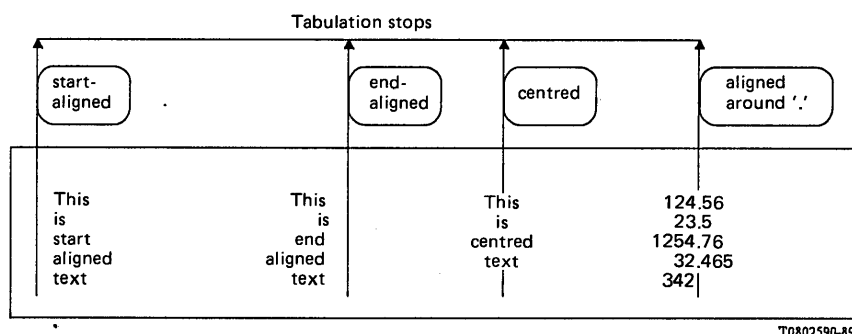 Tabulation stops
start-
aligned
end-
aligned
centred
aligned
around '.'
This This This 124.56
is is is 23.5
start end centred 1254.76
aligned aligned text 32.465
text text 342
T0802590-89